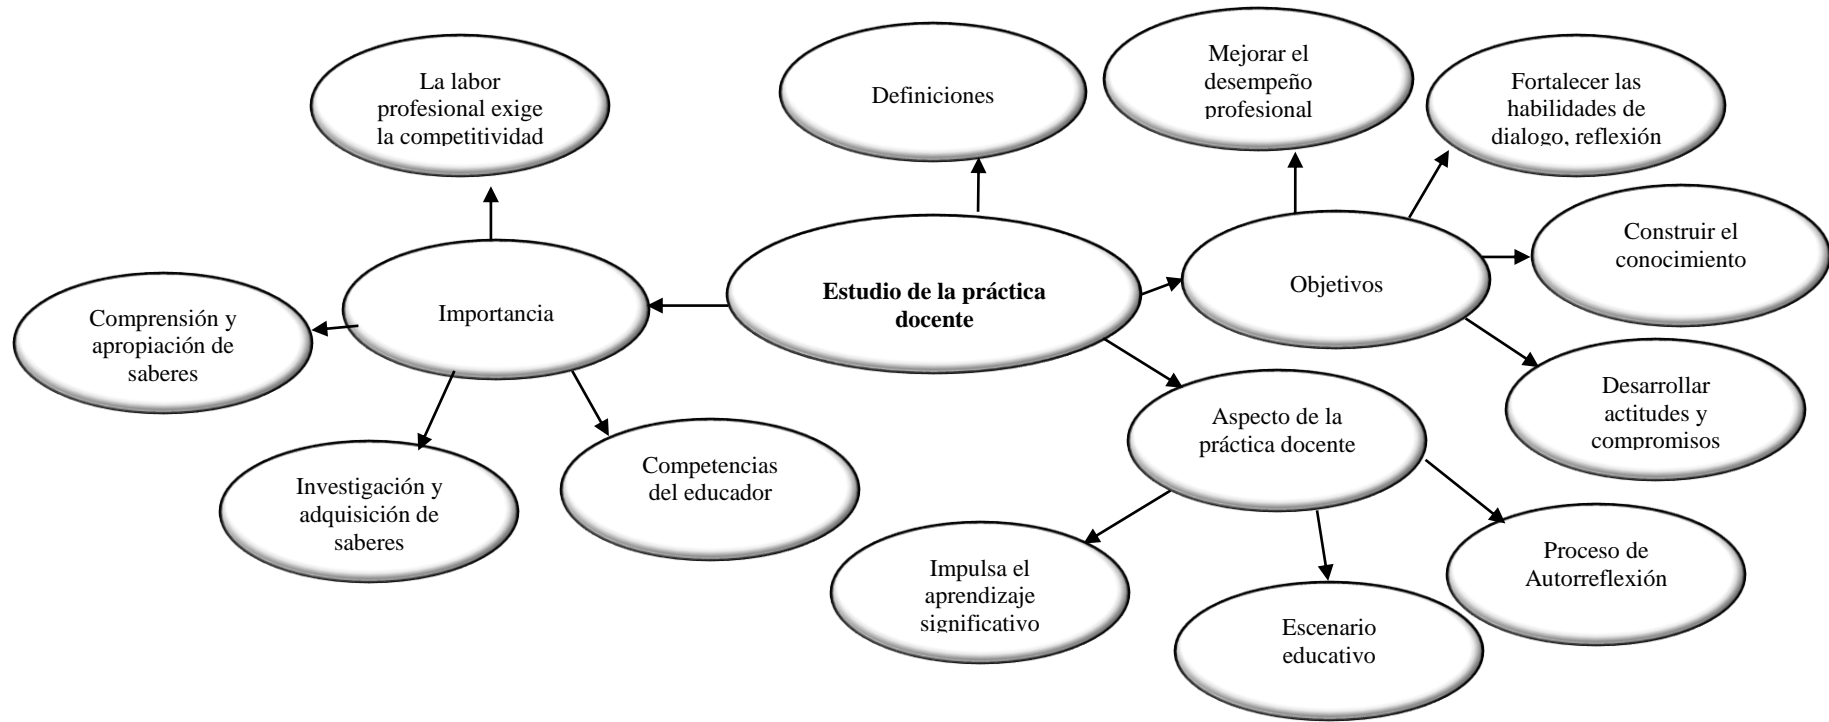 La labor
profesional exige
la competitividad
Definiciones
Mejorar el
desempeño
profesional
Fortalecer las
habilidades de
dialogo, reflexión
Construir el
conocimiento
Objetivos
Estudio de la práctica
docente
Importancia
Comprensión y
apropiación de
saberes
Desarrollar
actitudes y
compromisos
Aspecto de la
práctica docente
Competencias
del educador
Investigación y
adquisición de
saberes
Impulsa el
aprendizaje
significativo
Proceso de
Autorreflexión
Escenario
educativo